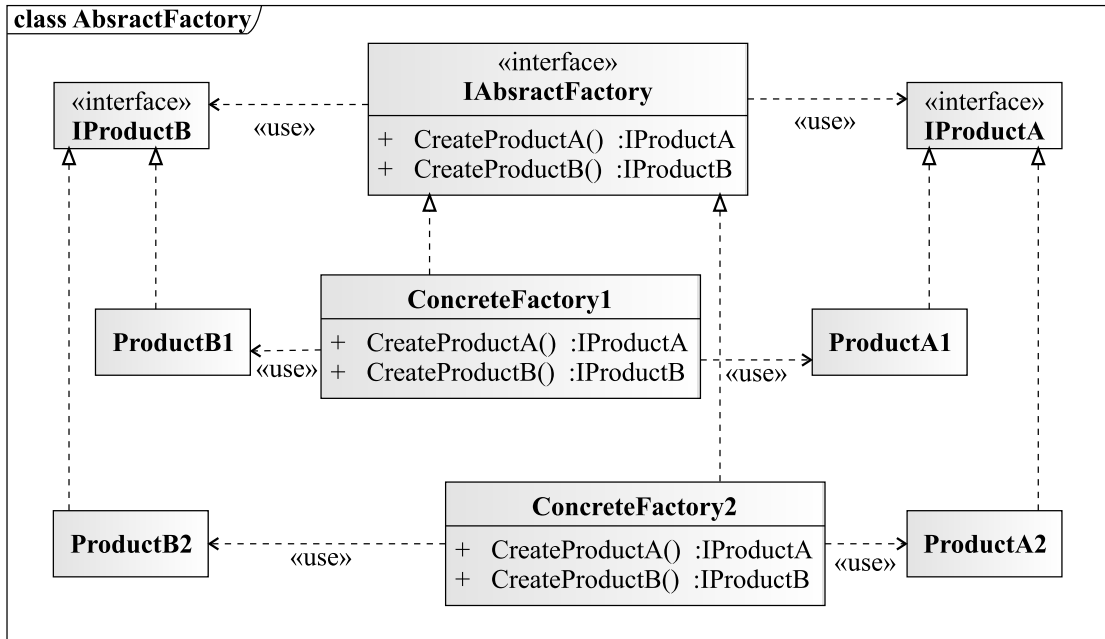 class AbsractFactory
«interface»
IAbsractFactory
+ CreateProductA() :IProductA
+ CreateProductB() :IProductB
«interface»
IProductB
«use»
«use»
«interface»
IProductA
ConcreteFactory1
+ CreateProductA() :IProductA
+ CreateProductB() :IProductB
ProductB1
«use»
«use»
ProductA1
ConcreteFactory2
+ CreateProductA() :IProductA
+ CreateProductB() :IProductB
ProductB2
«use»
«use»
ProductA2